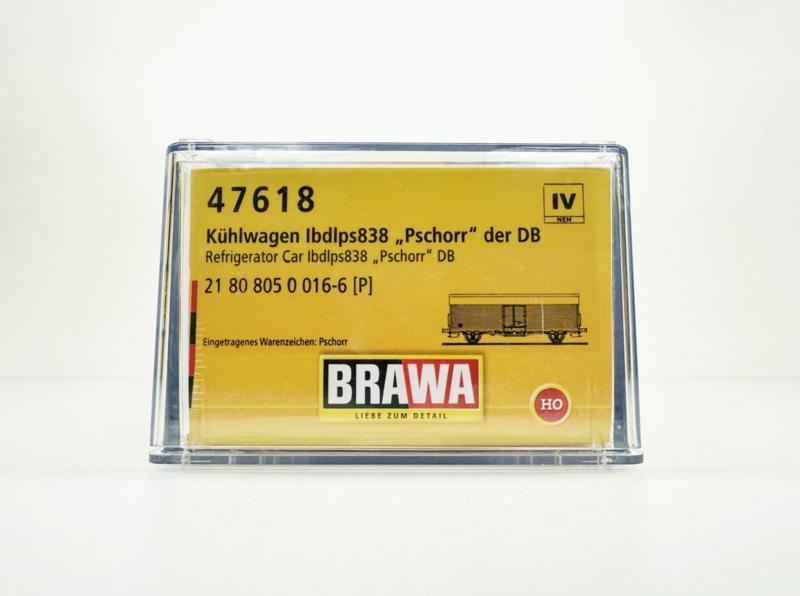 47618
IV
NEM
Kühlwagen Ibdlps838 „Pschorr“ der DB
Refrigerator Car Ibdlps838 „Pschorr“ DB
21 80 805 0 016-6 [P]
Eingetragenes Warenzeichen: Pschorr
BRAWA
LIEBE ZUM DETAIL
HO